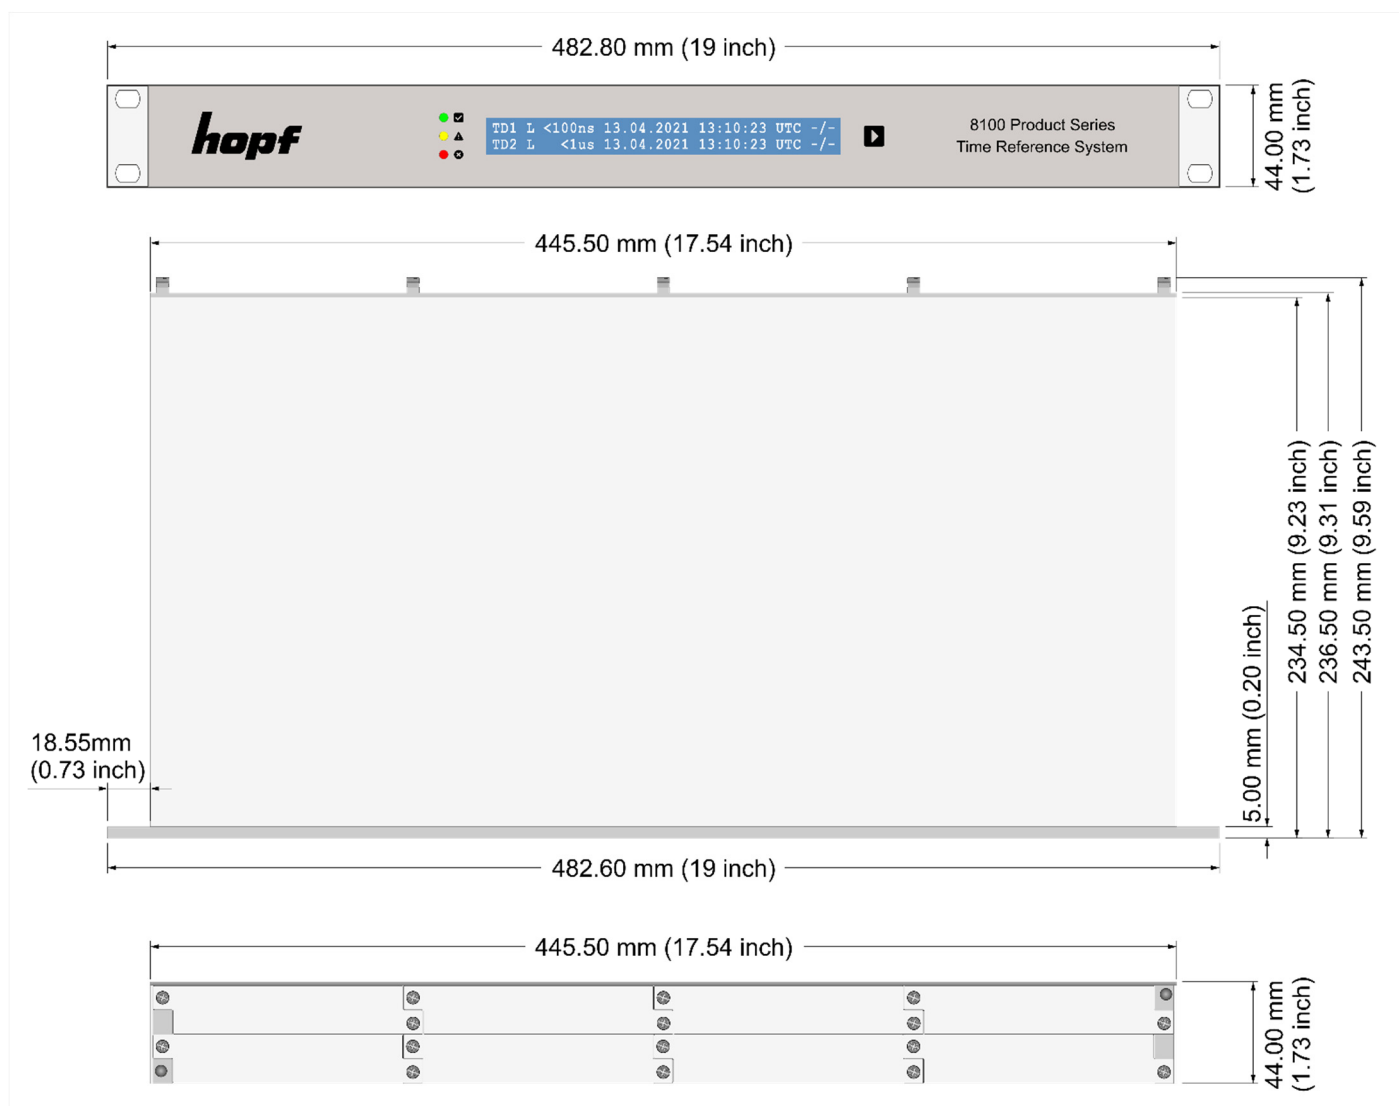 482.80 mm (19 inch)
hopf
TD1 L <100ns 13.04.2021 13:10:23 UTC -/-
TD2 L   <1us 13.04.2021 13:10:23 UTC -/-
8100 Product Series
Time Reference System
44.00 mm
(1.73 inch)
445.50 mm (17.54 inch)
234.50 mm (9.23 inch)
236.50 mm (9.31 inch)
243.50 mm (9.59 inch)
5.00 mm (0.20 inch)
18.55mm
(0.73 inch)
482.60 mm (19 inch)
445.50 mm (17.54 inch)
44.00 mm
(1.73 inch)